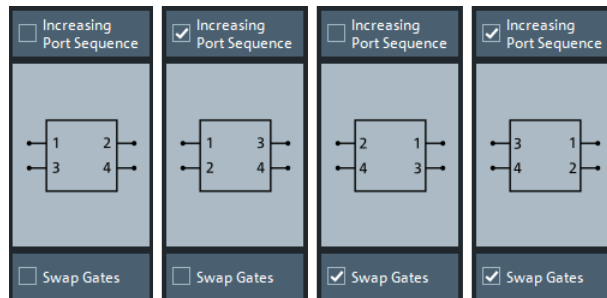 Increasing
Port Sequence
1 2
3 4
Swap Gates
Increasing
Port Sequence
1 3
2 4
Swap Gates
Increasing
Port Sequence
2 1
4 3
Swap Gates
Increasing
Port Sequence
3 1
4 2
Swap Gates